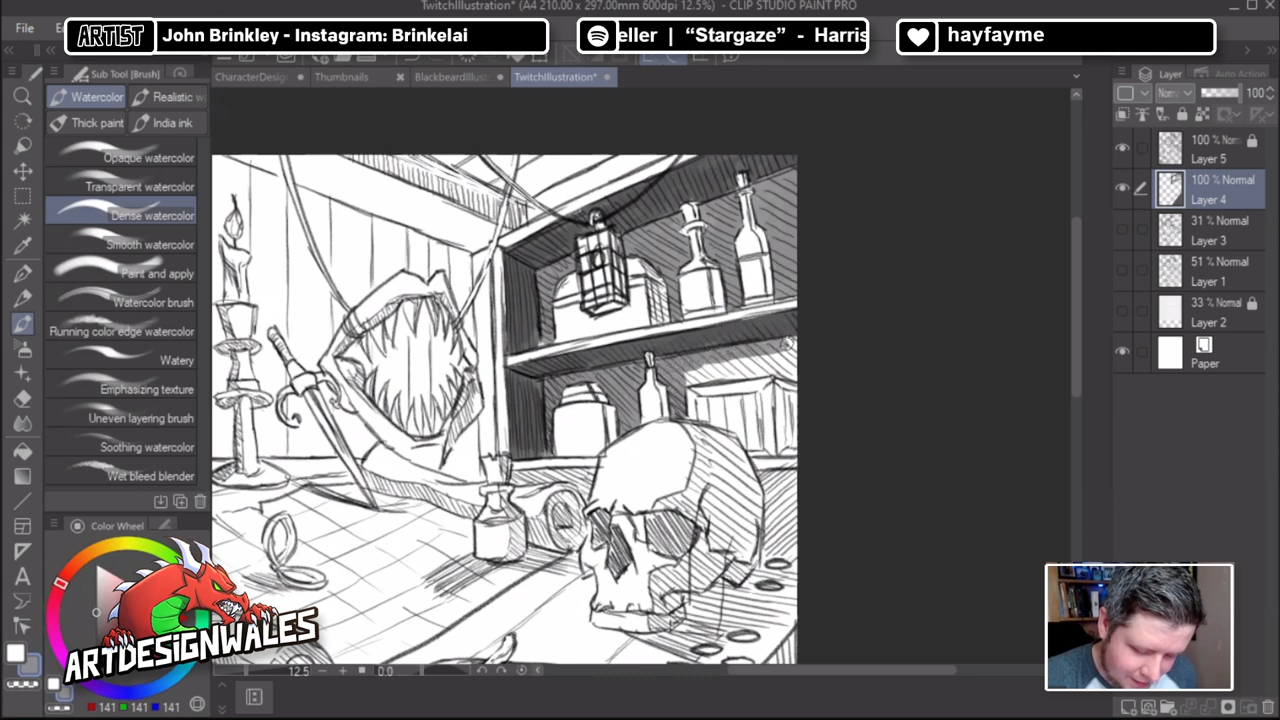 TwitchIllustration* (A4 210.00 x 297.00mm 600dpi 12.5%) - CLIP STUDIO PAINT PRO
File
ARTIST John Brinkley - Instagram: Brinkelai
eller | “Stargaze” - Harris
hayfayme
Sub Tool [Brush]
CharacterDesig
Thumbnails
BlackbeardIllusti
TwitchIllustration*
Layer
Auto Action
Watercolor
Realistic w
Thick paint
India ink
Opaque watercolor
Transparent watercolor
Dense watercolor
Smooth watercolor
Paint and apply
Watercolor brush
Running color edge watercolor
Watery
Emphasizing texture
Uneven layering brush
Soothing watercolor
Wet bleed blender
Color Wheel
ARTDESIGNWALES
141 141 141
12.5
0.0
Norm
100
100 % Norm
Layer 5
100 % Normal
Layer 4
31 % Normal
Layer 3
51 % Normal
Layer 1
33 % Normal
Layer 2
Paper